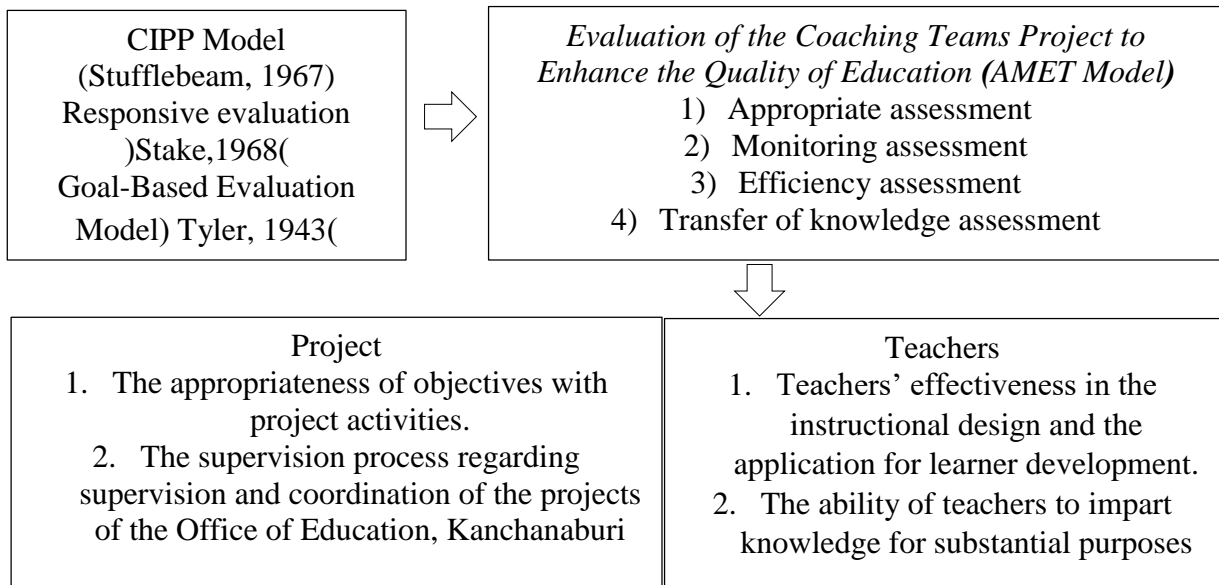 CIPP Model
(Stufflebeam, 1967)
Responsive evaluation
)Stake,1968(
Goal-Based Evaluation
Model) Tyler, 1943(
Evaluation of the Coaching Teams Project to
Enhance the Quality of Education (AMET Model)
1) Appropriate assessment
2) Monitoring assessment
3) Efficiency assessment
4) Transfer of knowledge assessment
Project
1. The appropriateness of objectives with
project activities.
2. The supervision process regarding
supervision and coordination of the projects
of the Office of Education, Kanchanaburi
Teachers
1. Teachers’ effectiveness in the
instructional design and the
application for learner development.
2. The ability of teachers to impart
knowledge for substantial purposes